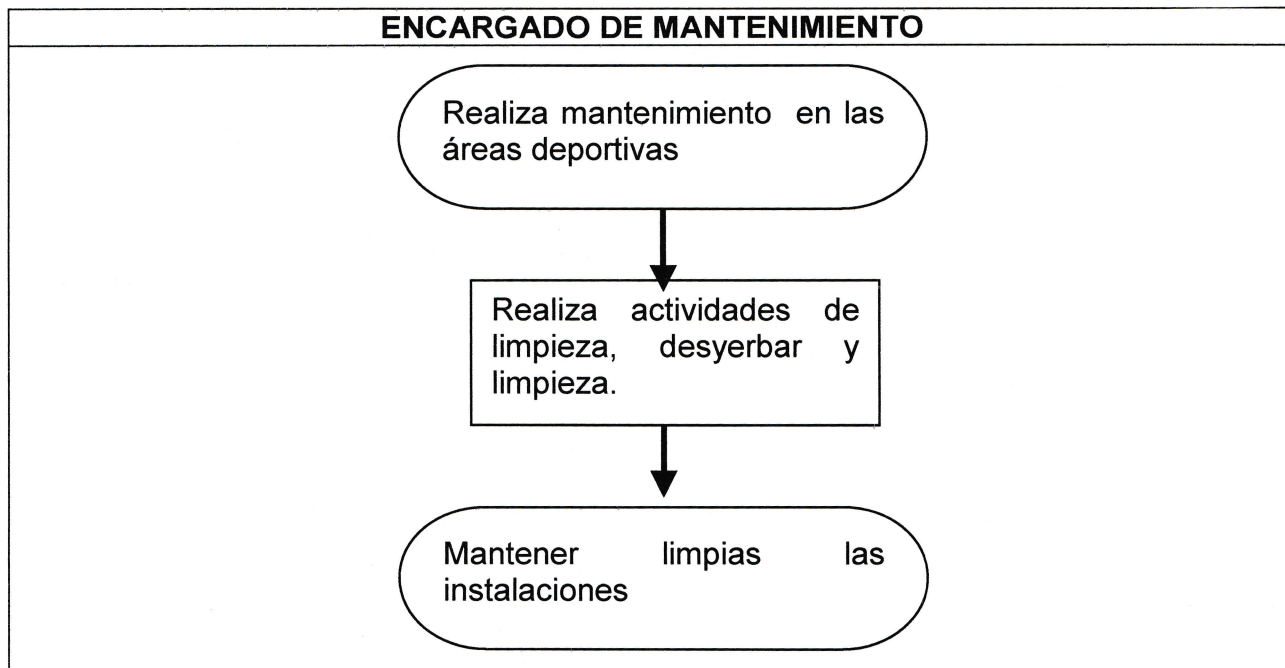 ENCARGADO DE MANTENIMIENTO
Realiza mantenimiento en las
áreas deportivas
Realiza actividades de
limpieza, desyerbar y
limpieza.
Mantener limpias las
instalaciones